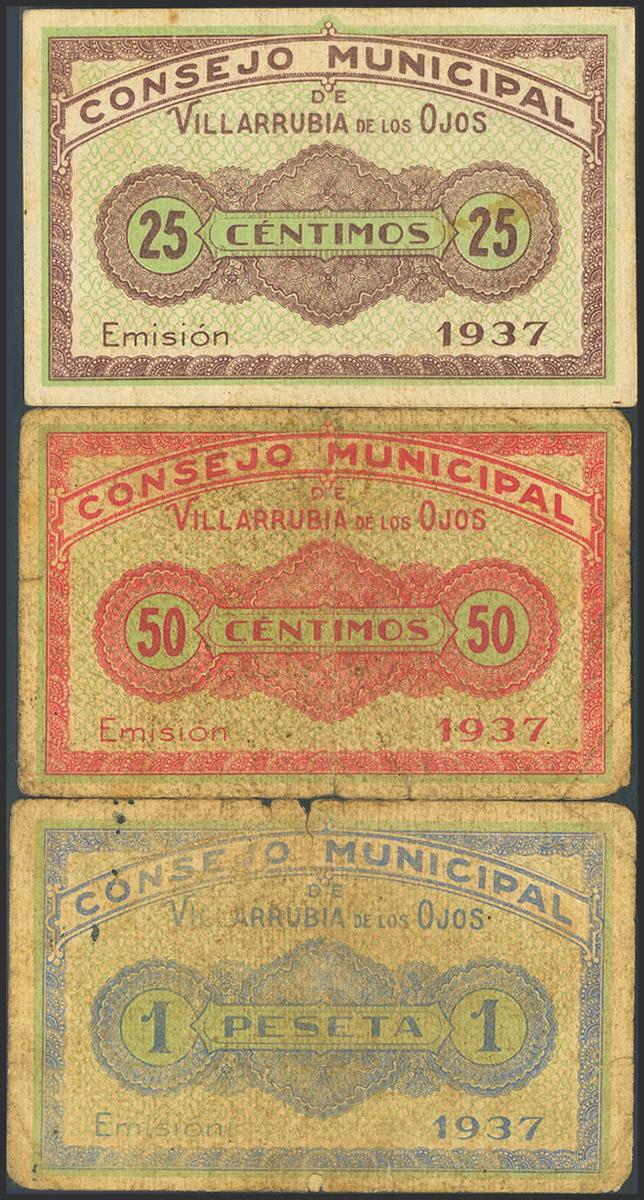 CONSEJO MUNICIPAL
DE
VILLARRUBIA DE LOS OJOS
25 CÉNTIMOS 25
Emisión 1937
CONSEJO MUNICIPAL
DE
VILLARRUBIA DE LOS OJOS
50 CÉNTIMOS 50
Emisión 1937
CONSEJO MUNICIPAL
DE
VILLARRUBIA DE LOS OJOS
1 PESETA 1
Emisión 1937